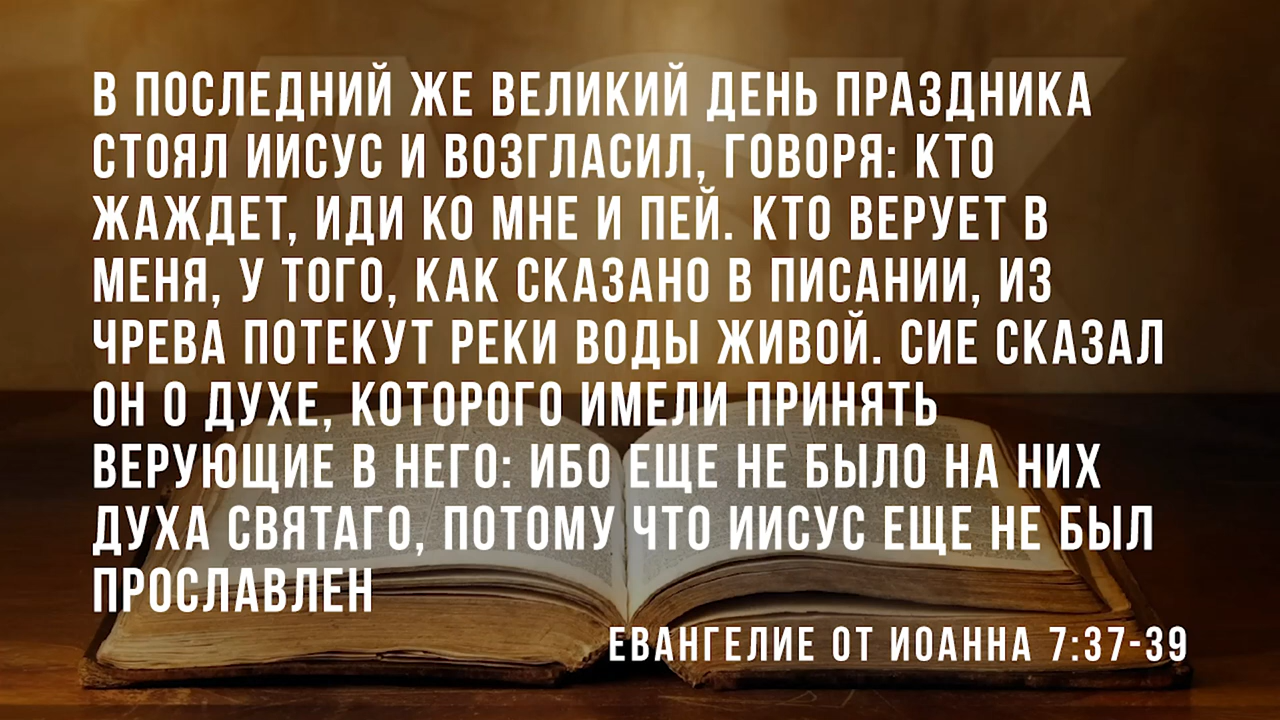 В ПОСЛЕДНИЙ ЖЕ ВЕЛИКИЙ ДЕНЬ ПРАЗДНИКА
СТОЯЛ ИИСУС И ВОЗГЛАСИЛ, ГОВОРЯ: КТО
ЖАЖДЕТ, ИДИ КО МНЕ И ПЕЙ. КТО ВЕРУЕТ В
МЕНЯ, У ТОГО, КАК СКАЗАНО В ПИСАНИИ, ИЗ
ЧРЕВА ПОТЕКУТ РЕКИ ВОДЫ ЖИВОЙ. СИЕ СКАЗАЛ
ОН О ДУХЕ, КОТОРОГО ИМЕЛИ ПРИНЯТЬ
ВЕРУЮЩИЕ В НЕГО: ИБО ЕЩЕ НЕ БЫЛО НА НИХ
ДУХА СВЯТАГО, ПОТОМУ ЧТО ИИСУС ЕЩЕ НЕ БЫЛ
ПРОСЛАВЛЕН
ЕВАНГЕЛИЕ ОТ ИОАННА 7:37-39